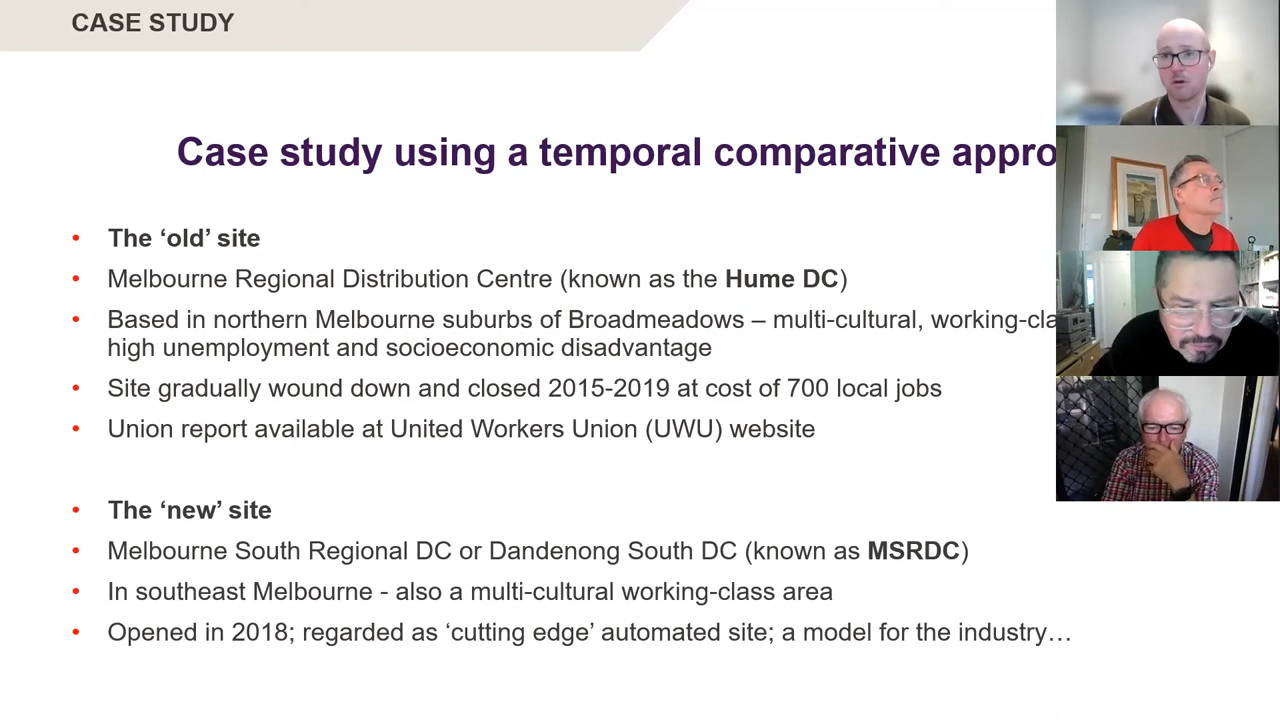 CASE STUDY
Case study using a temporal comparative appro
• The ‘old’ site
• Melbourne Regional Distribution Centre (known as the Hume DC)
• Based in northern Melbourne suburbs of Broadmeadows – multi-cultural, working-cla
high unemployment and socioeconomic disadvantage
• Site gradually wound down and closed 2015-2019 at cost of 700 local jobs
• Union report available at United Workers Union (UWU) website
• The ‘new’ site
• Melbourne South Regional DC or Dandenong South DC (known as MSRDC)
• In southeast Melbourne - also a multi-cultural working-class area
• Opened in 2018; regarded as ‘cutting edge’ automated site; a model for the industry…